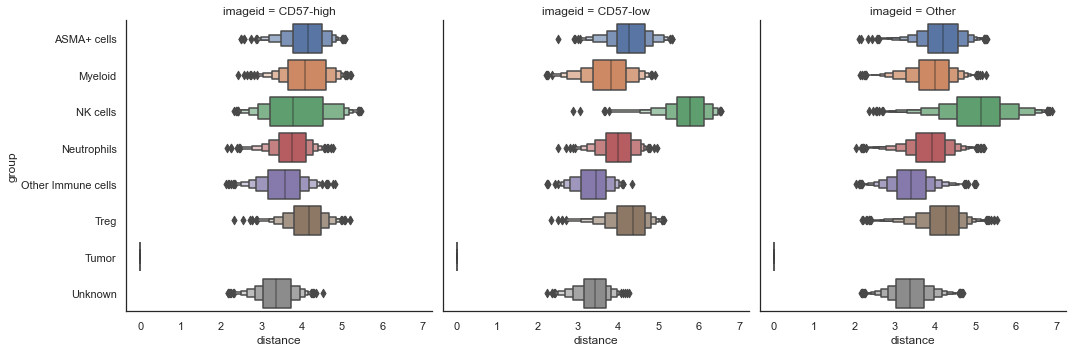 imageid = CD57-high
imageid = CD57-low
imageid = Other
group
ASMA+ cells
Myeloid
NK cells
Neutrophils
Other Immune cells
Treg
Tumor
Unknown
0 1 2 3 4 5 6 7
0 1 2 3 4 5 6 7
0 1 2 3 4 5 6 7
distance
distance
distance